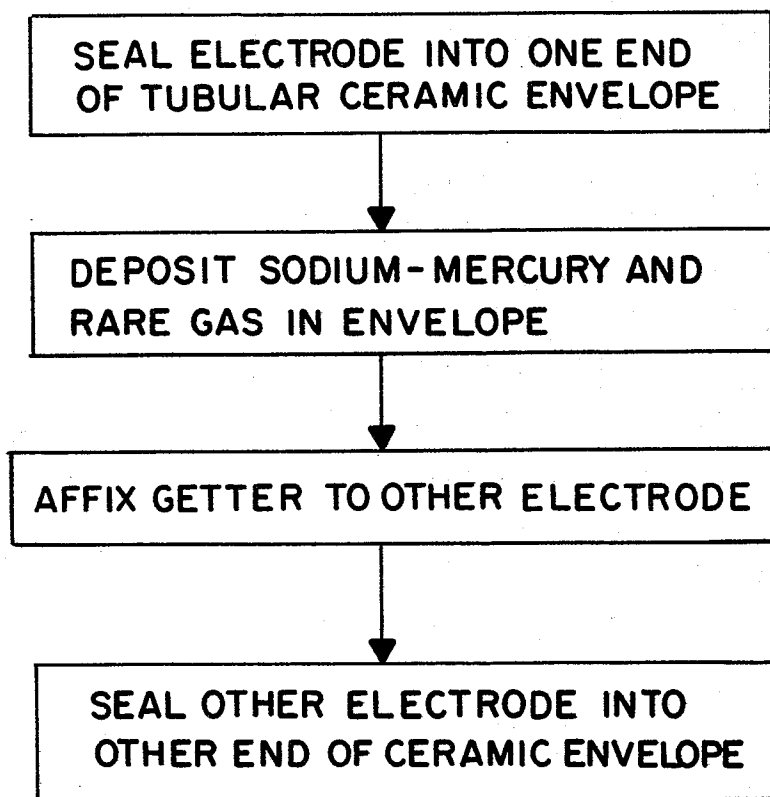 SEAL ELECTRODE INTO ONE END
OF TUBULAR CERAMIC ENVELOPE
DEPOSIT SODIUM-MERCURY AND
RARE GAS IN ENVELOPE
AFFIX GETTER TO OTHER ELECTRODE
SEAL OTHER ELECTRODE INTO
OTHER END OF CERAMIC ENVELOPE